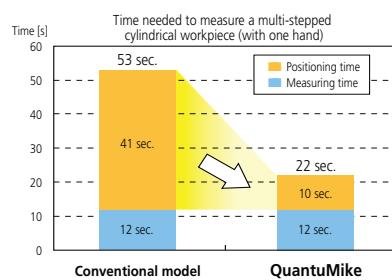 Time needed to measure a multi-stepped
cylindrical workpiece (with one hand)
Time [s]
60
50
40
30
20
10
0
53 sec.
41 sec.
12 sec.
22 sec.
10 sec.
12 sec.
Positioning time
Measuring time
Conventional model
QuantuMike